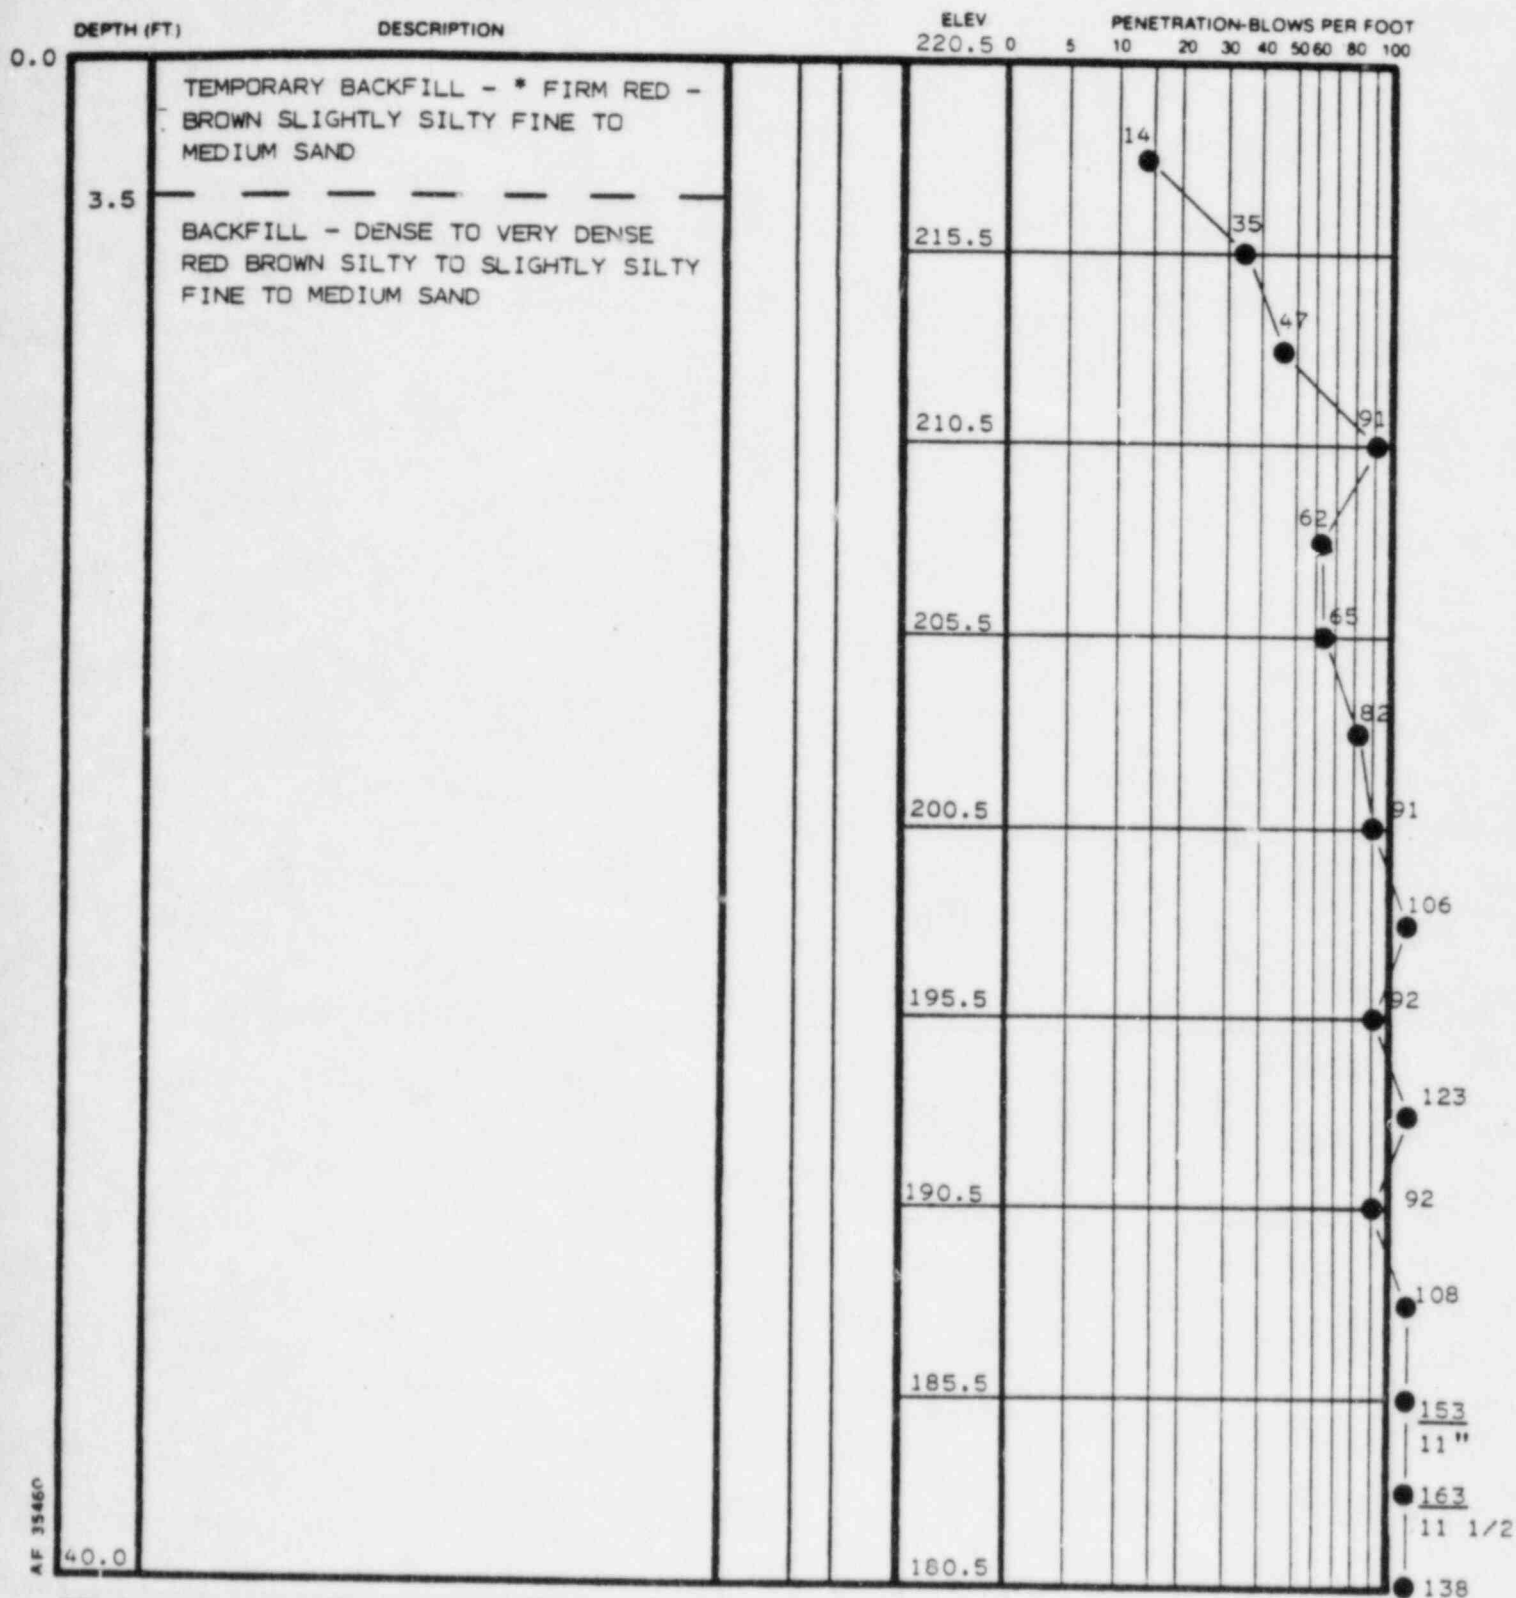 DEPTH (FT) DESCRIPTION ELEV PENETRATION-BLOWS PER FOOT
0.0 220.5 0 5 10 20 30 40 50 60 80 100
TEMPORARY BACKFILL - * FIRM RED -
BROWN SLIGHTLY SILTY FINE TO
MEDIUM SAND
14
3.5
35
BACKFILL - DENSE TO VERY DENSE
RED BROWN SILTY TO SLIGHTLY SILTY
FINE TO MEDIUM SAND
215.5
47
210.5 91
62
205.5 65
82
200.5 91
106
195.5 92
123
190.5 92
108
185.5
153
11"
163
11 1/2
40.0 180.5 138
AF 35460